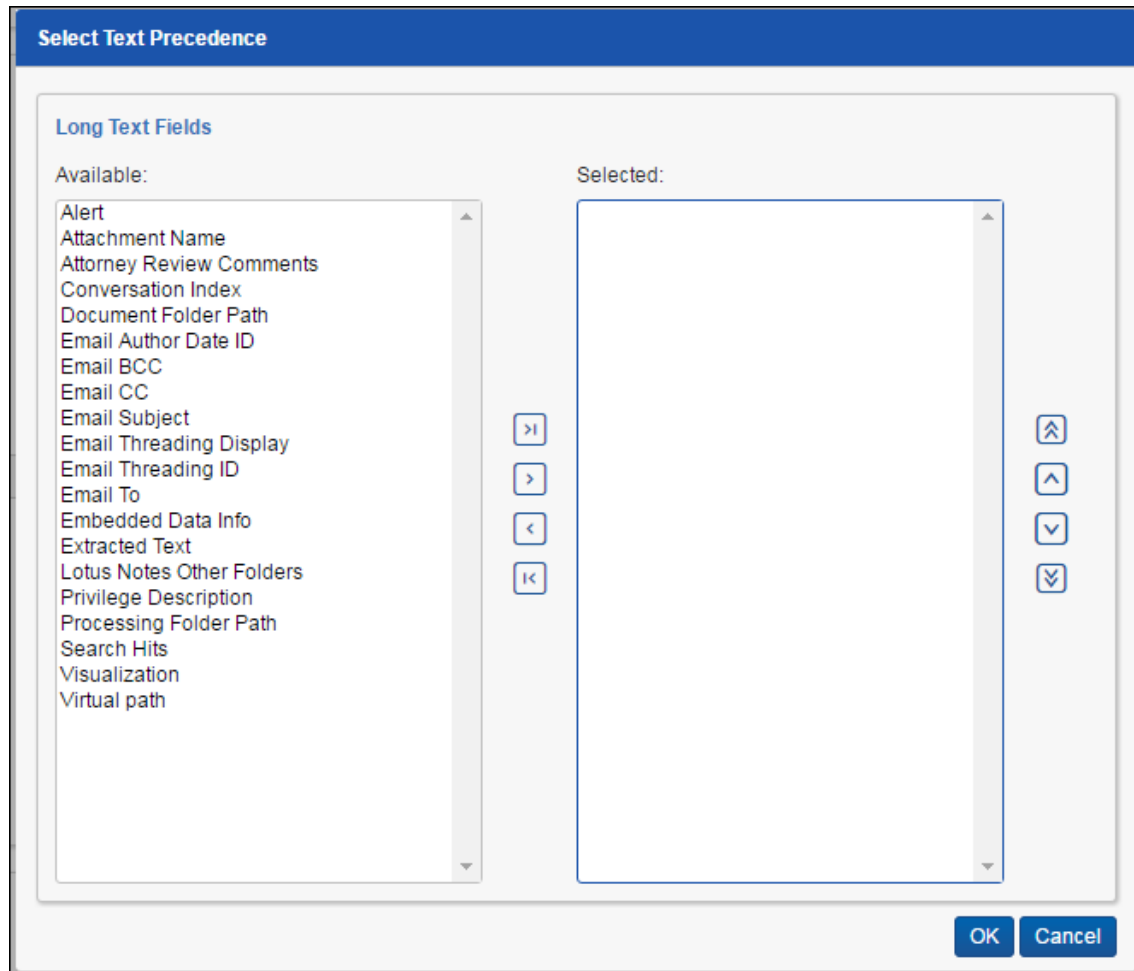 Select Text Precedence
Long Text Fields
Available:
Selected:
Alert
Attachment Name
Attorney Review Comments
Conversation Index
Document Folder Path
Email Author Date ID
Email BCC
Email CC
Email Subject
Email Threading Display
Email Threading ID
Email To
Embedded Data Info
Extracted Text
Lotus Notes Other Folders
Privilege Description
Processing Folder Path
Search Hits
Visualization
Virtual path
OK
Cancel